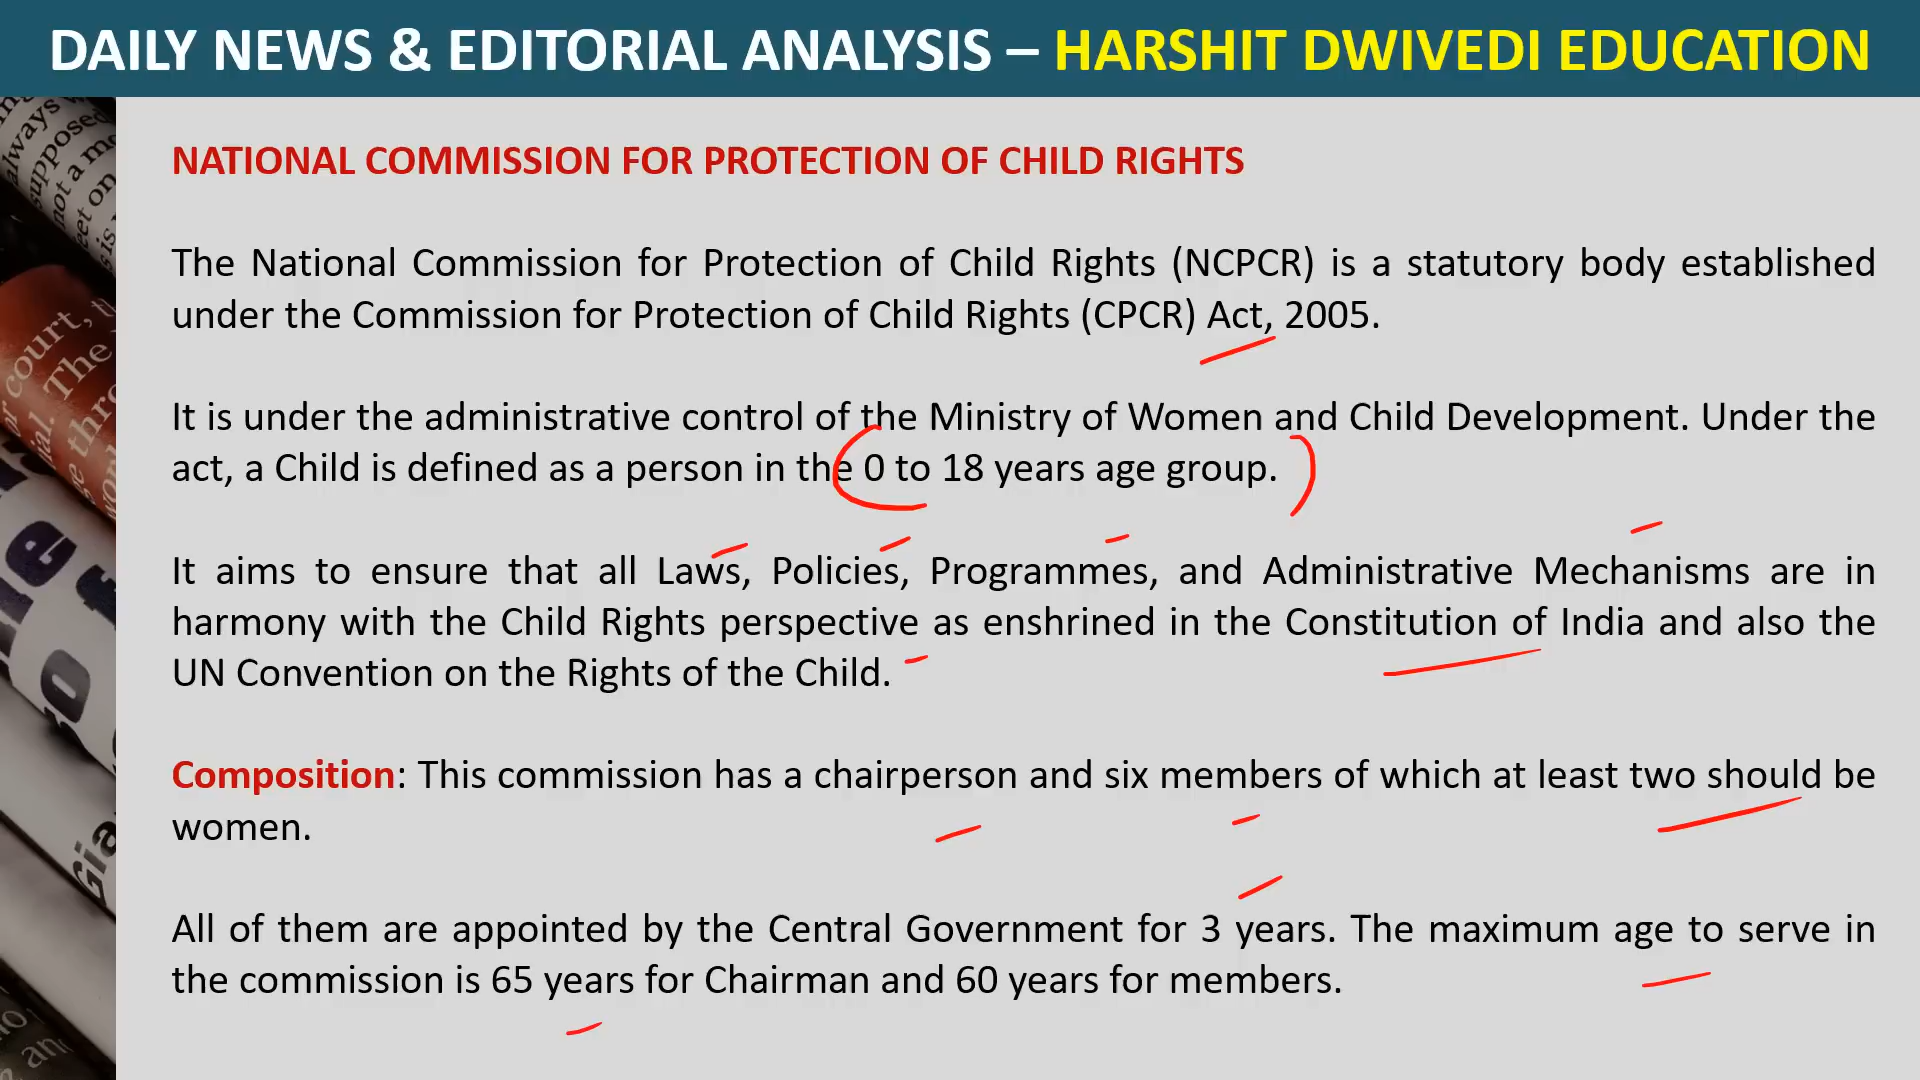 DAILY NEWS & EDITORIAL ANALYSIS – HARSHIT DWIVEDI EDUCATION
NATIONAL COMMISSION FOR PROTECTION OF CHILD RIGHTS
The National Commission for Protection of Child Rights (NCPCR) is a statutory body established
under the Commission for Protection of Child Rights (CPCR) Act, 2005.
It is under the administrative control of the Ministry of Women and Child Development. Under the
act, a Child is defined as a person in the 0 to 18 years age group.
It aims to ensure that all Laws, Policies, Programmes, and Administrative Mechanisms are in
harmony with the Child Rights perspective as enshrined in the Constitution of India and also the
UN Convention on the Rights of the Child.
Composition: This commission has a chairperson and six members of which at least two should be
women.
All of them are appointed by the Central Government for 3 years. The maximum age to serve in
the commission is 65 years for Chairman and 60 years for members.